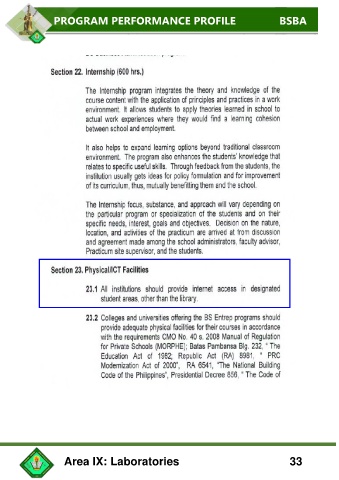 PROGRAM PERFORMANCE PROFILE BSBA
Section 22. Internship (600 hrs.)
The Internship program integrates the theory and knowledge of the
course content with the application of principles and practices in a work
environment. It allows students to apply theories learned in school to
actual work experiences where they would find a learning cohesion
between school and employment.
It also helps to expand learning options beyond traditional classroom
environment. The program also enhances the students' knowledge that
relates to specific useful skills. Through feedback from the students, the
institution usually gets ideas for policy formulation and for improvement
of its curriculum, thus, mutually benefitting them and the school.
The Internship focus, substance, and approach will vary depending on
the particular program or specialization of the students and on their
specific needs, interest, goals and objectives. Decision on the nature,
location, and activities of the practicum are arrived at from discussion
and agreement made among the school administrators, faculty advisor,
Practicum site supervisor, and the students.
Section 23. Physical/ICT Facilities
23.1 All institutions should provide internet access in designated
student areas, other than the library.
23.2 Colleges and universities offering the BS Entrep programs should
provide adequate physical facilities for their courses in accordance
with the requirements CMO No. 40 s. 2008 Manual of Regulation
for Private Schools (MORPHE); Batas Pambansa Blg. 232, " The
Education Act of 1982; Republic Act (RA) 8981, " PRC
Modernization Act of 2000", RA 6541, "The National Building
Code of the Philippines", Presidential Decree 856, " The Code of
Area IX: Laboratories 33